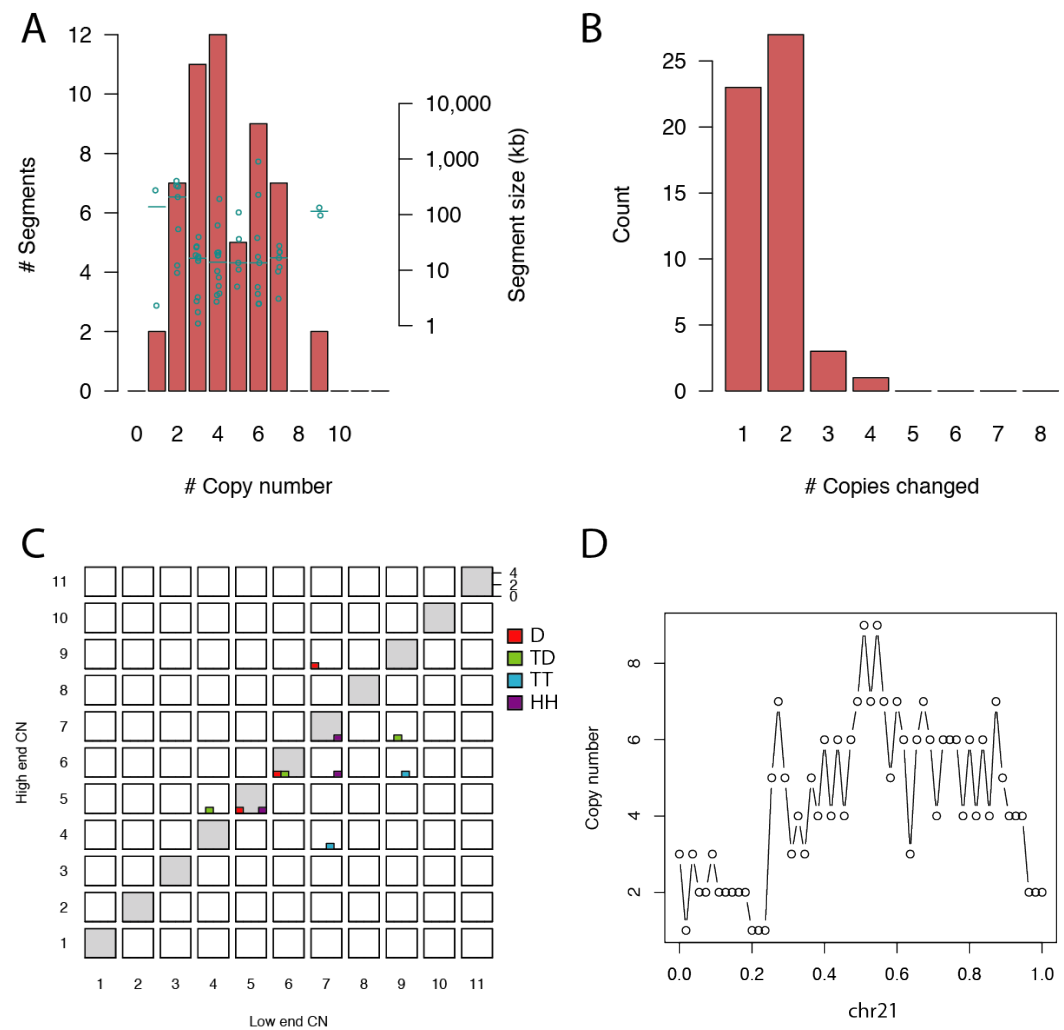 A
12
10
8
6
4
2
0
# Segments
10,000
1,000
100
10
1
Segment size (kb)
0 2 4 6 8 10
# Copy number
B
25
20
15
10
5
0
Count
1 2 3 4 5 6 7 8
# Copies changed
C
11
10
9
8
7
6
5
4
3
2
1
High end CN
4
2
0
D
TD
TT
HH
1 2 3 4 5 6 7 8 9 10 11
Low end CN
D
8
6
4
2
Copy number
0.0 0.2 0.4 0.6 0.8 1.0
chr21